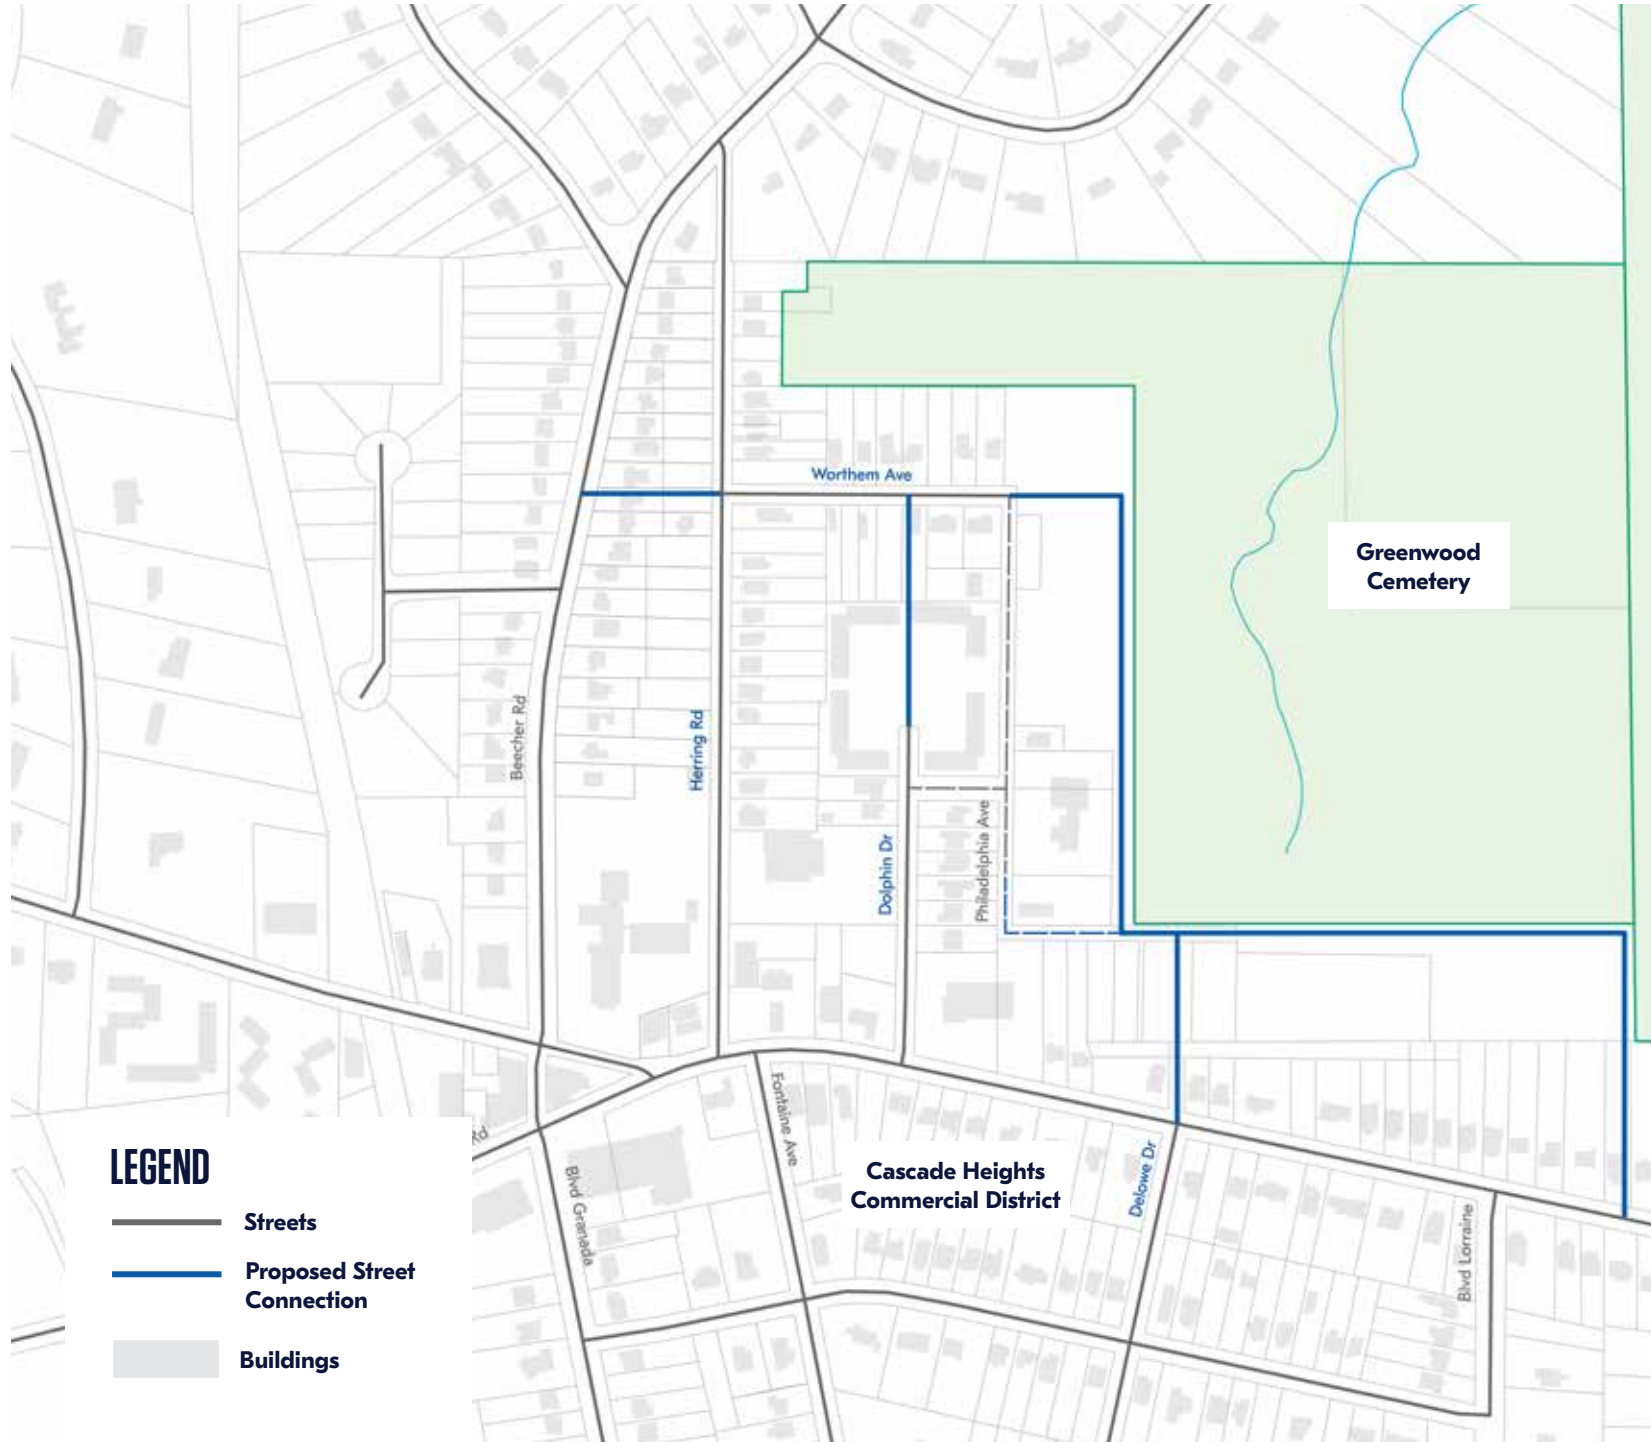 Worthem Ave
Greenwood
Cemetery
Beecher Rd
Herring Rd
Dolphin Dr
Philadelphia Ave
Fontaine Ave
Cascade Heights
Commercial District
Delowe Dr
Blvd Granada
Blvd Lorraine
Rd
LEGEND
Streets
Proposed Street
Connection
Buildings